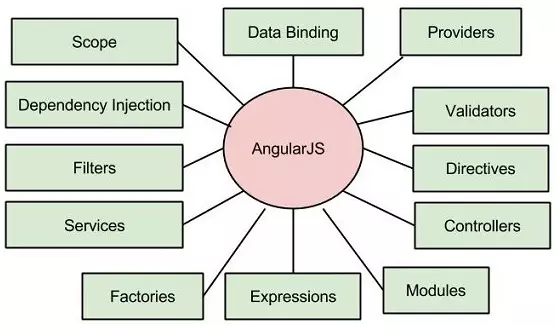 Scope
Data Binding
Providers
Dependency Injection
Validators
AngularJS
Filters
Directives
Services
Controllers
Factories
Expressions
Modules